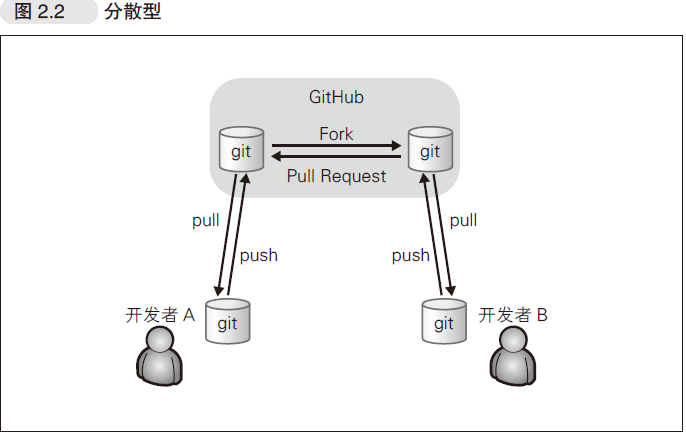 图 2.2 分散型
GitHub
Fork
git
git
Pull Request
pull
pull
push
push
开发者 A
git
git
开发者 B